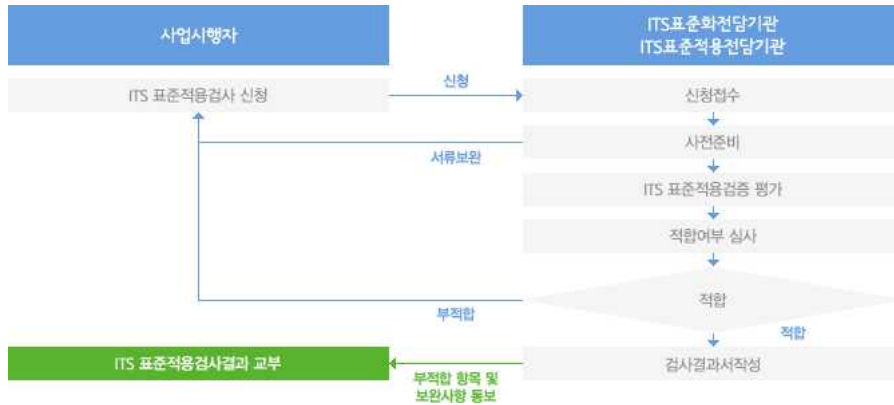 사업시행자
ITS표준화전담기관
ITS표준적용전담기관
ITS 표준적용검사 신청
신청
신청접수
사전준비
서류보완
ITS 표준적용검증 평가
적합여부 심사
적합
부적합
적합
ITS 표준적용검사결과 교부
검사결과서작성
부적합 항목 및
보완사항 통보